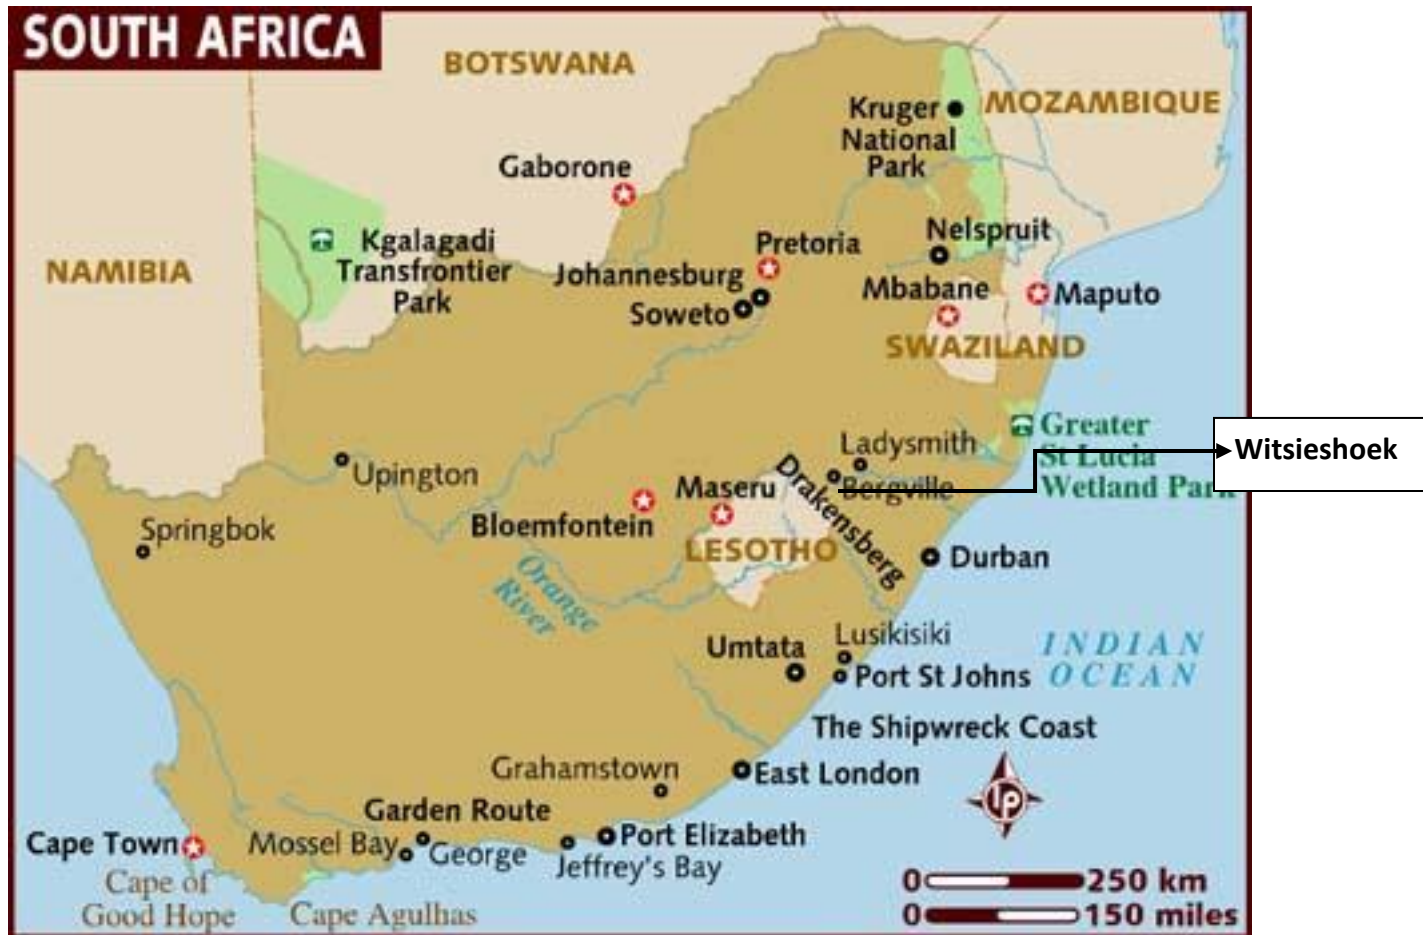 SOUTH AFRICA
BOTSWANA
MOZAMBIQUE
Kruger
National
Park
Gaborone
Kgalagadi
Transfrontier
Park
NAMIBIA
Pretoria
Johannesburg
Soweto
Nelspruit
Mbabane
Maputo
SWAZILAND
Greater
St Lucia
Wetland Park
Witsieshoek
Ladysmith
Bergville
Drakensberg
Upington
Maseru
Bloemfontein
LESOTHO
Springbok
Durban
Orange
River
Umtata
Lusikisiki
Port St Johns
INDIAN
OCEAN
The Shipwreck Coast
Grahamstown
East London
LP
Garden Route
Cape Town
Mossel Bay
George
Port Elizabeth
Jeffrey's Bay
Cape of
Good Hope
Cape Agulhas
0 250 km
0 150 miles